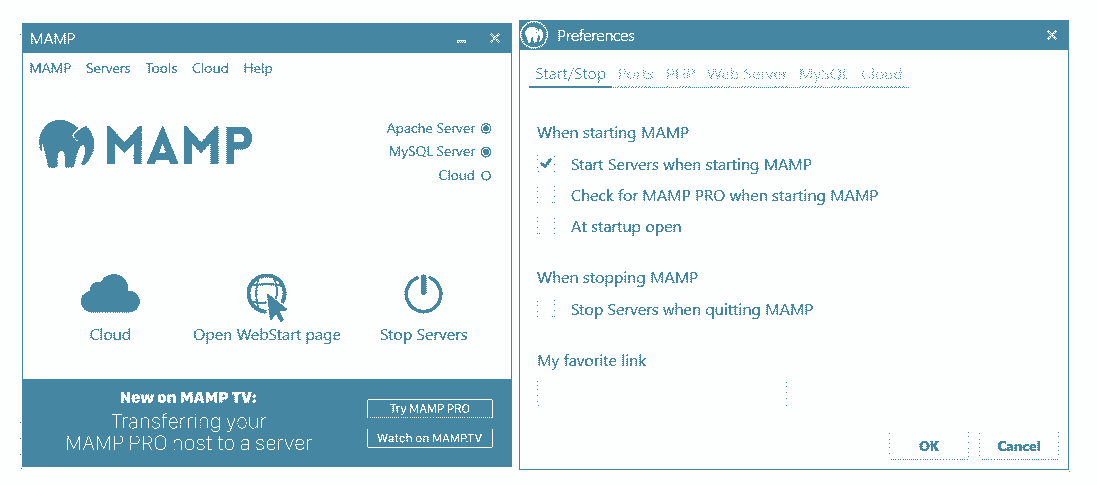 MAMP
MAMP Servers Tools Cloud Help
MAMP
Apache Server
MySQL Server
Cloud
Cloud
Open WebStart page
Stop Servers
New on MAMP TV:
Transferring your
MAMP PRO host to a server
Try MAMP PRO
Watch on MAMP.TV
Preferences
Start/Stop Ports PHP Web Server MySQL Cloud
When starting MAMP
Start Servers when starting MAMP
Check for MAMP PRO when starting MAMP
At startup open
When stopping MAMP
Stop Servers when quitting MAMP
My favorite link
OK
Cancel